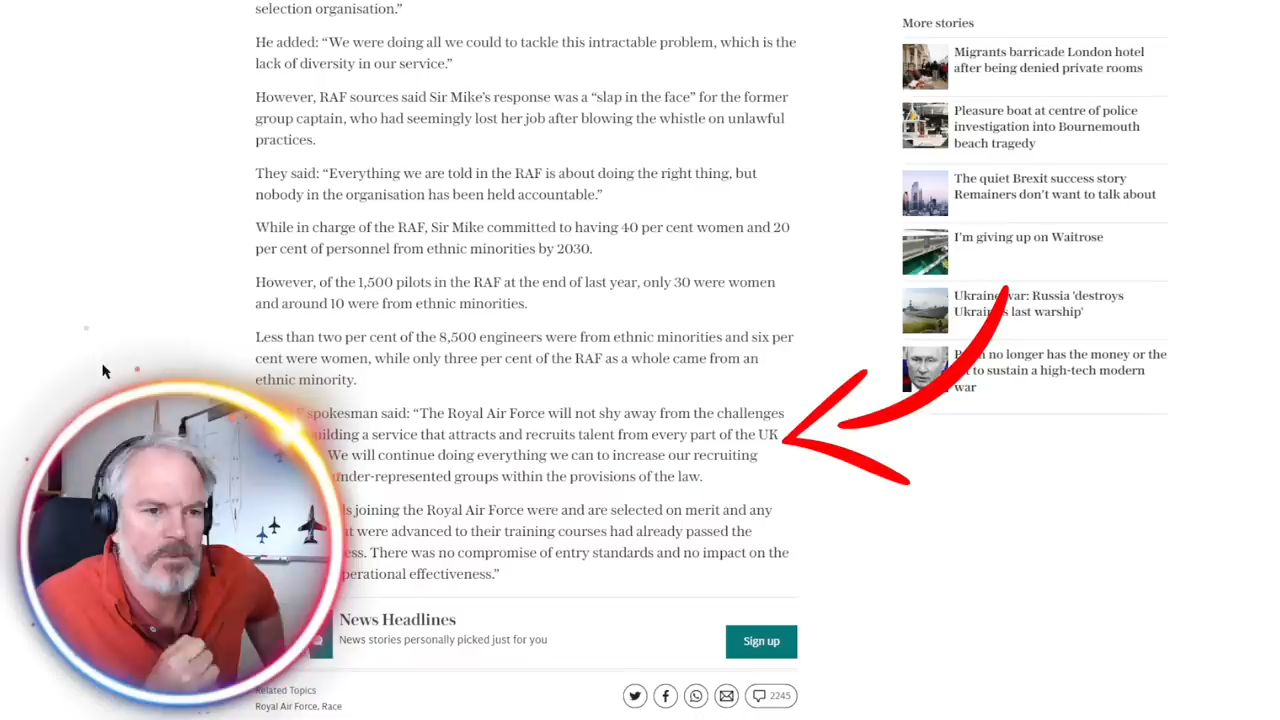 selection organisation.”
He added: “We were doing all we could to tackle this intractable problem, which is the
lack of diversity in our service.”
However, RAF sources said Sir Mike’s response was a “slap in the face” for the former
group captain, who had seemingly lost her job after blowing the whistle on unlawful
practices.
They said: “Everything we are told in the RAF is about doing the right thing, but
nobody in the organisation has been held accountable.”
While in charge of the RAF, Sir Mike committed to having 40 per cent women and 20
per cent of personnel from ethnic minorities by 2030.
However, of the 1,500 pilots in the RAF at the end of last year, only 30 were women
and around 10 were from ethnic minorities.
Less than two per cent of the 8,500 engineers were from ethnic minorities and six per
cent were women, while only three per cent of the RAF as a whole came from an
ethnic minority.
spokesman said: “The Royal Air Force will not shy away from the challenges
a service that attracts and recruits talent from every part of the UK
We will continue doing everything we can to increase our recruiting
under-represented groups within the provisions of the law.
joining the Royal Air Force were and are selected on merit and any
were advanced to their training courses had already passed the
There was no compromise of entry standards and no impact on the
operational effectiveness.”
News Headlines
News stories personally picked just for you
Sign up
Related Topics
Royal Air Force, Race
2245
More stories
Migrants barricade London hotel
after being denied private rooms
Pleasure boat at centre of police
investigation into Bournemouth
beach tragedy
The quiet Brexit success story
Remainers don’t want to talk about
I’m giving up on Waitrose
Ukraine war: Russia 'destroys
last warship'
no longer has the money or the
to sustain a high-tech modern
war